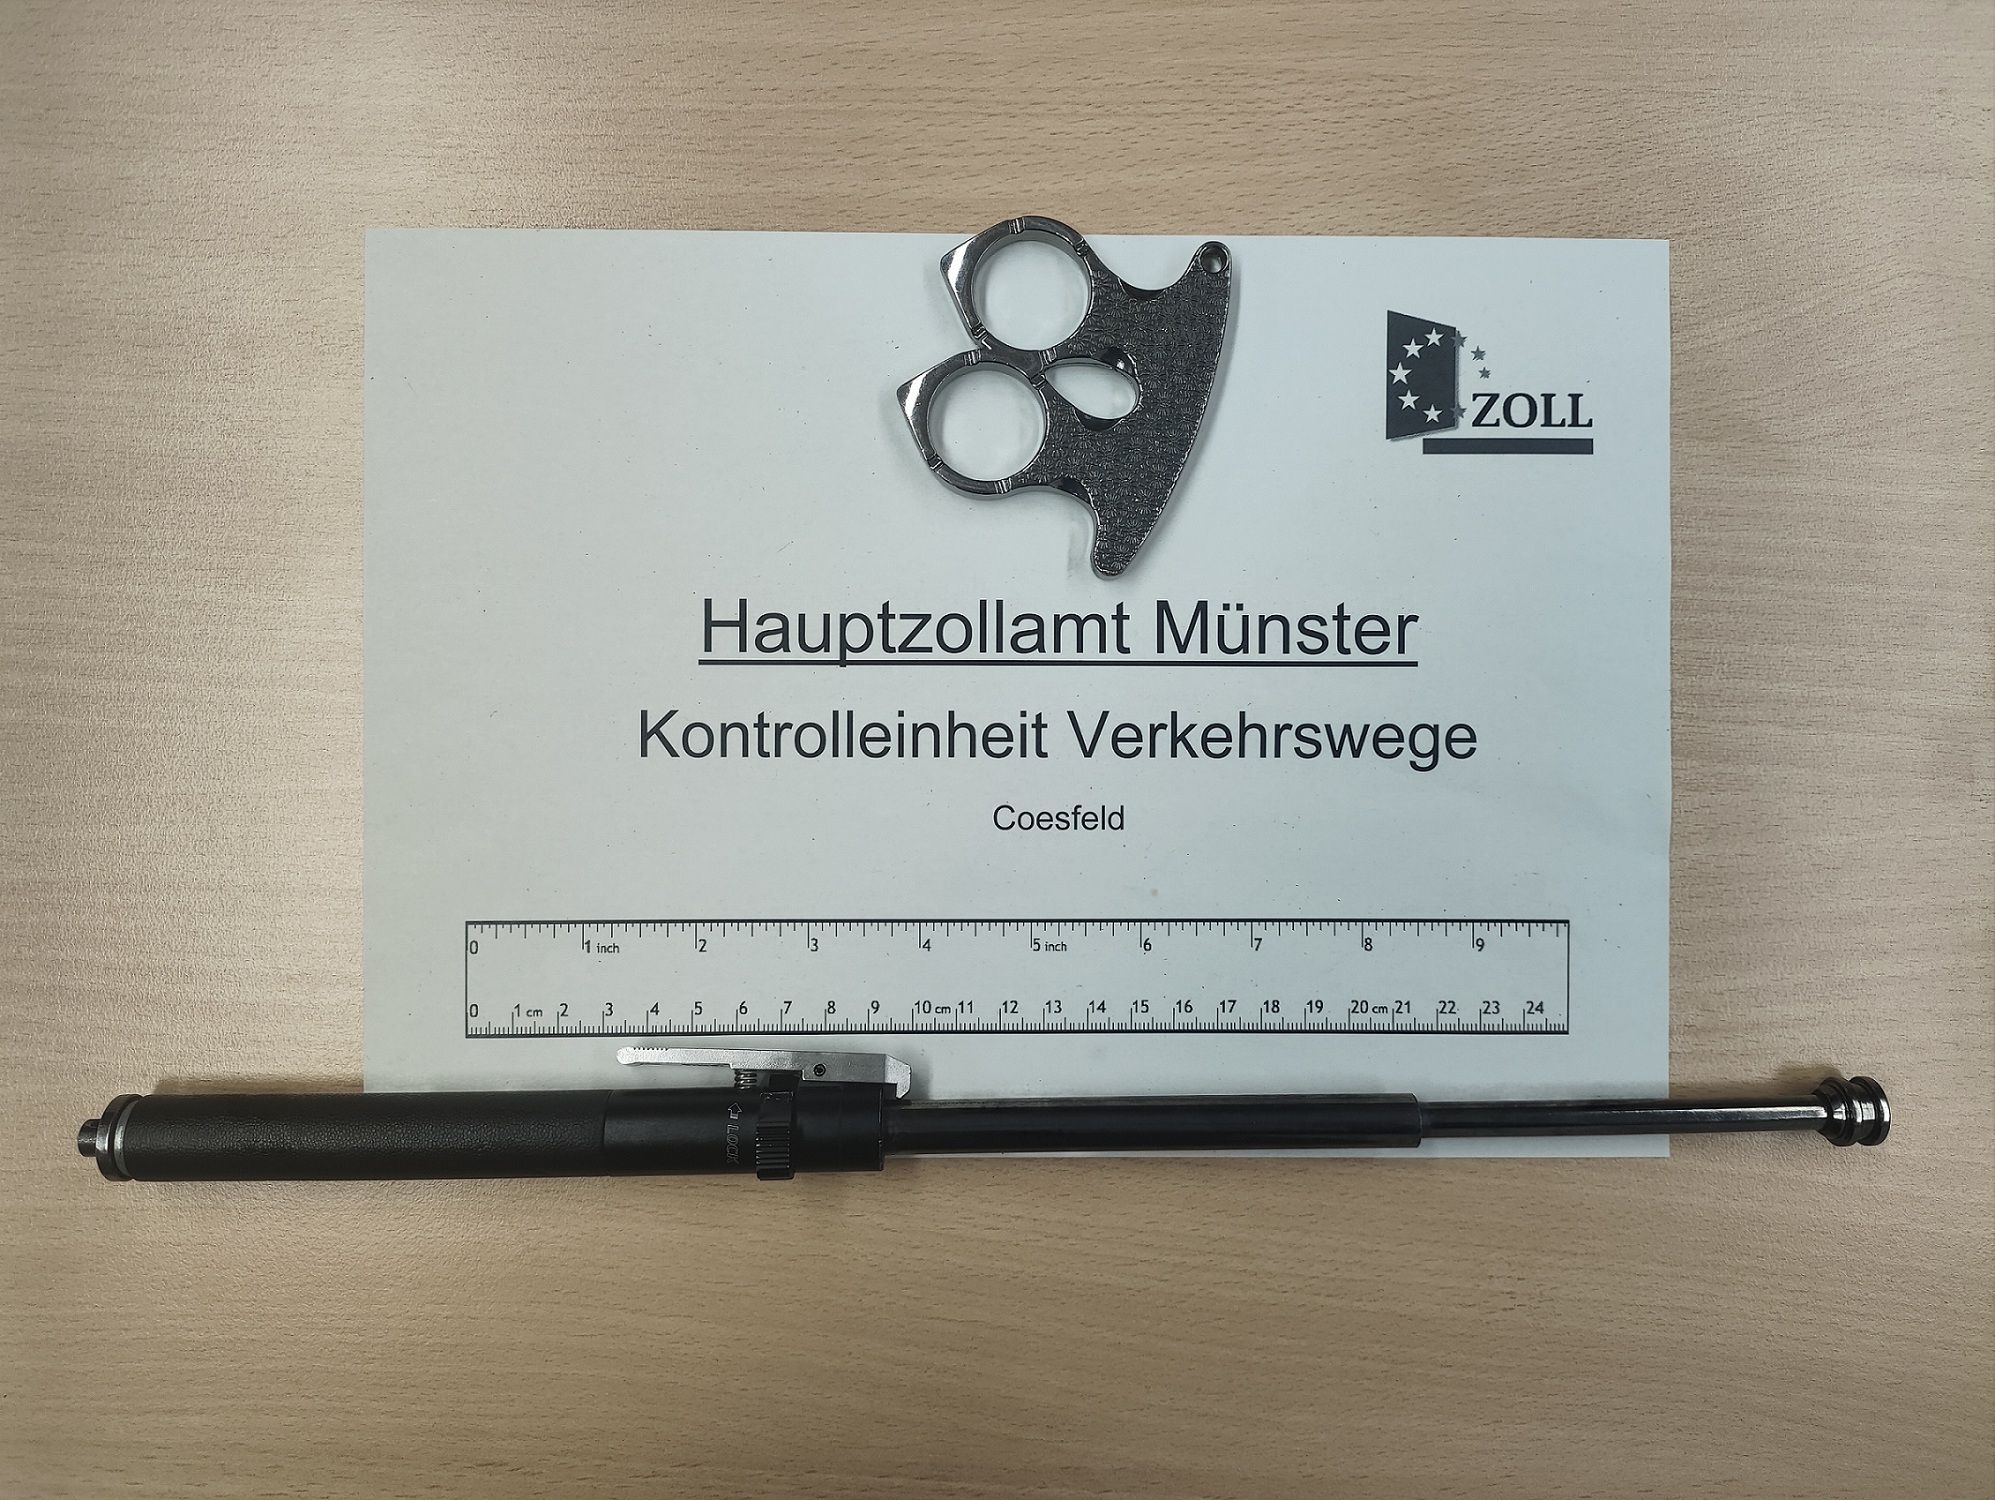 ZOLL
Hauptzollamt Münster
Kontrolleinheit Verkehrswege
Coesfeld
0 1 inch 2 3 4 5 inch 6 7 8 9
0 1 cm 2 3 4 5 6 7 8 9 10 cm 11 12 13 14 15 16 17 18 19 20 cm 21 22 23 24
LOCK